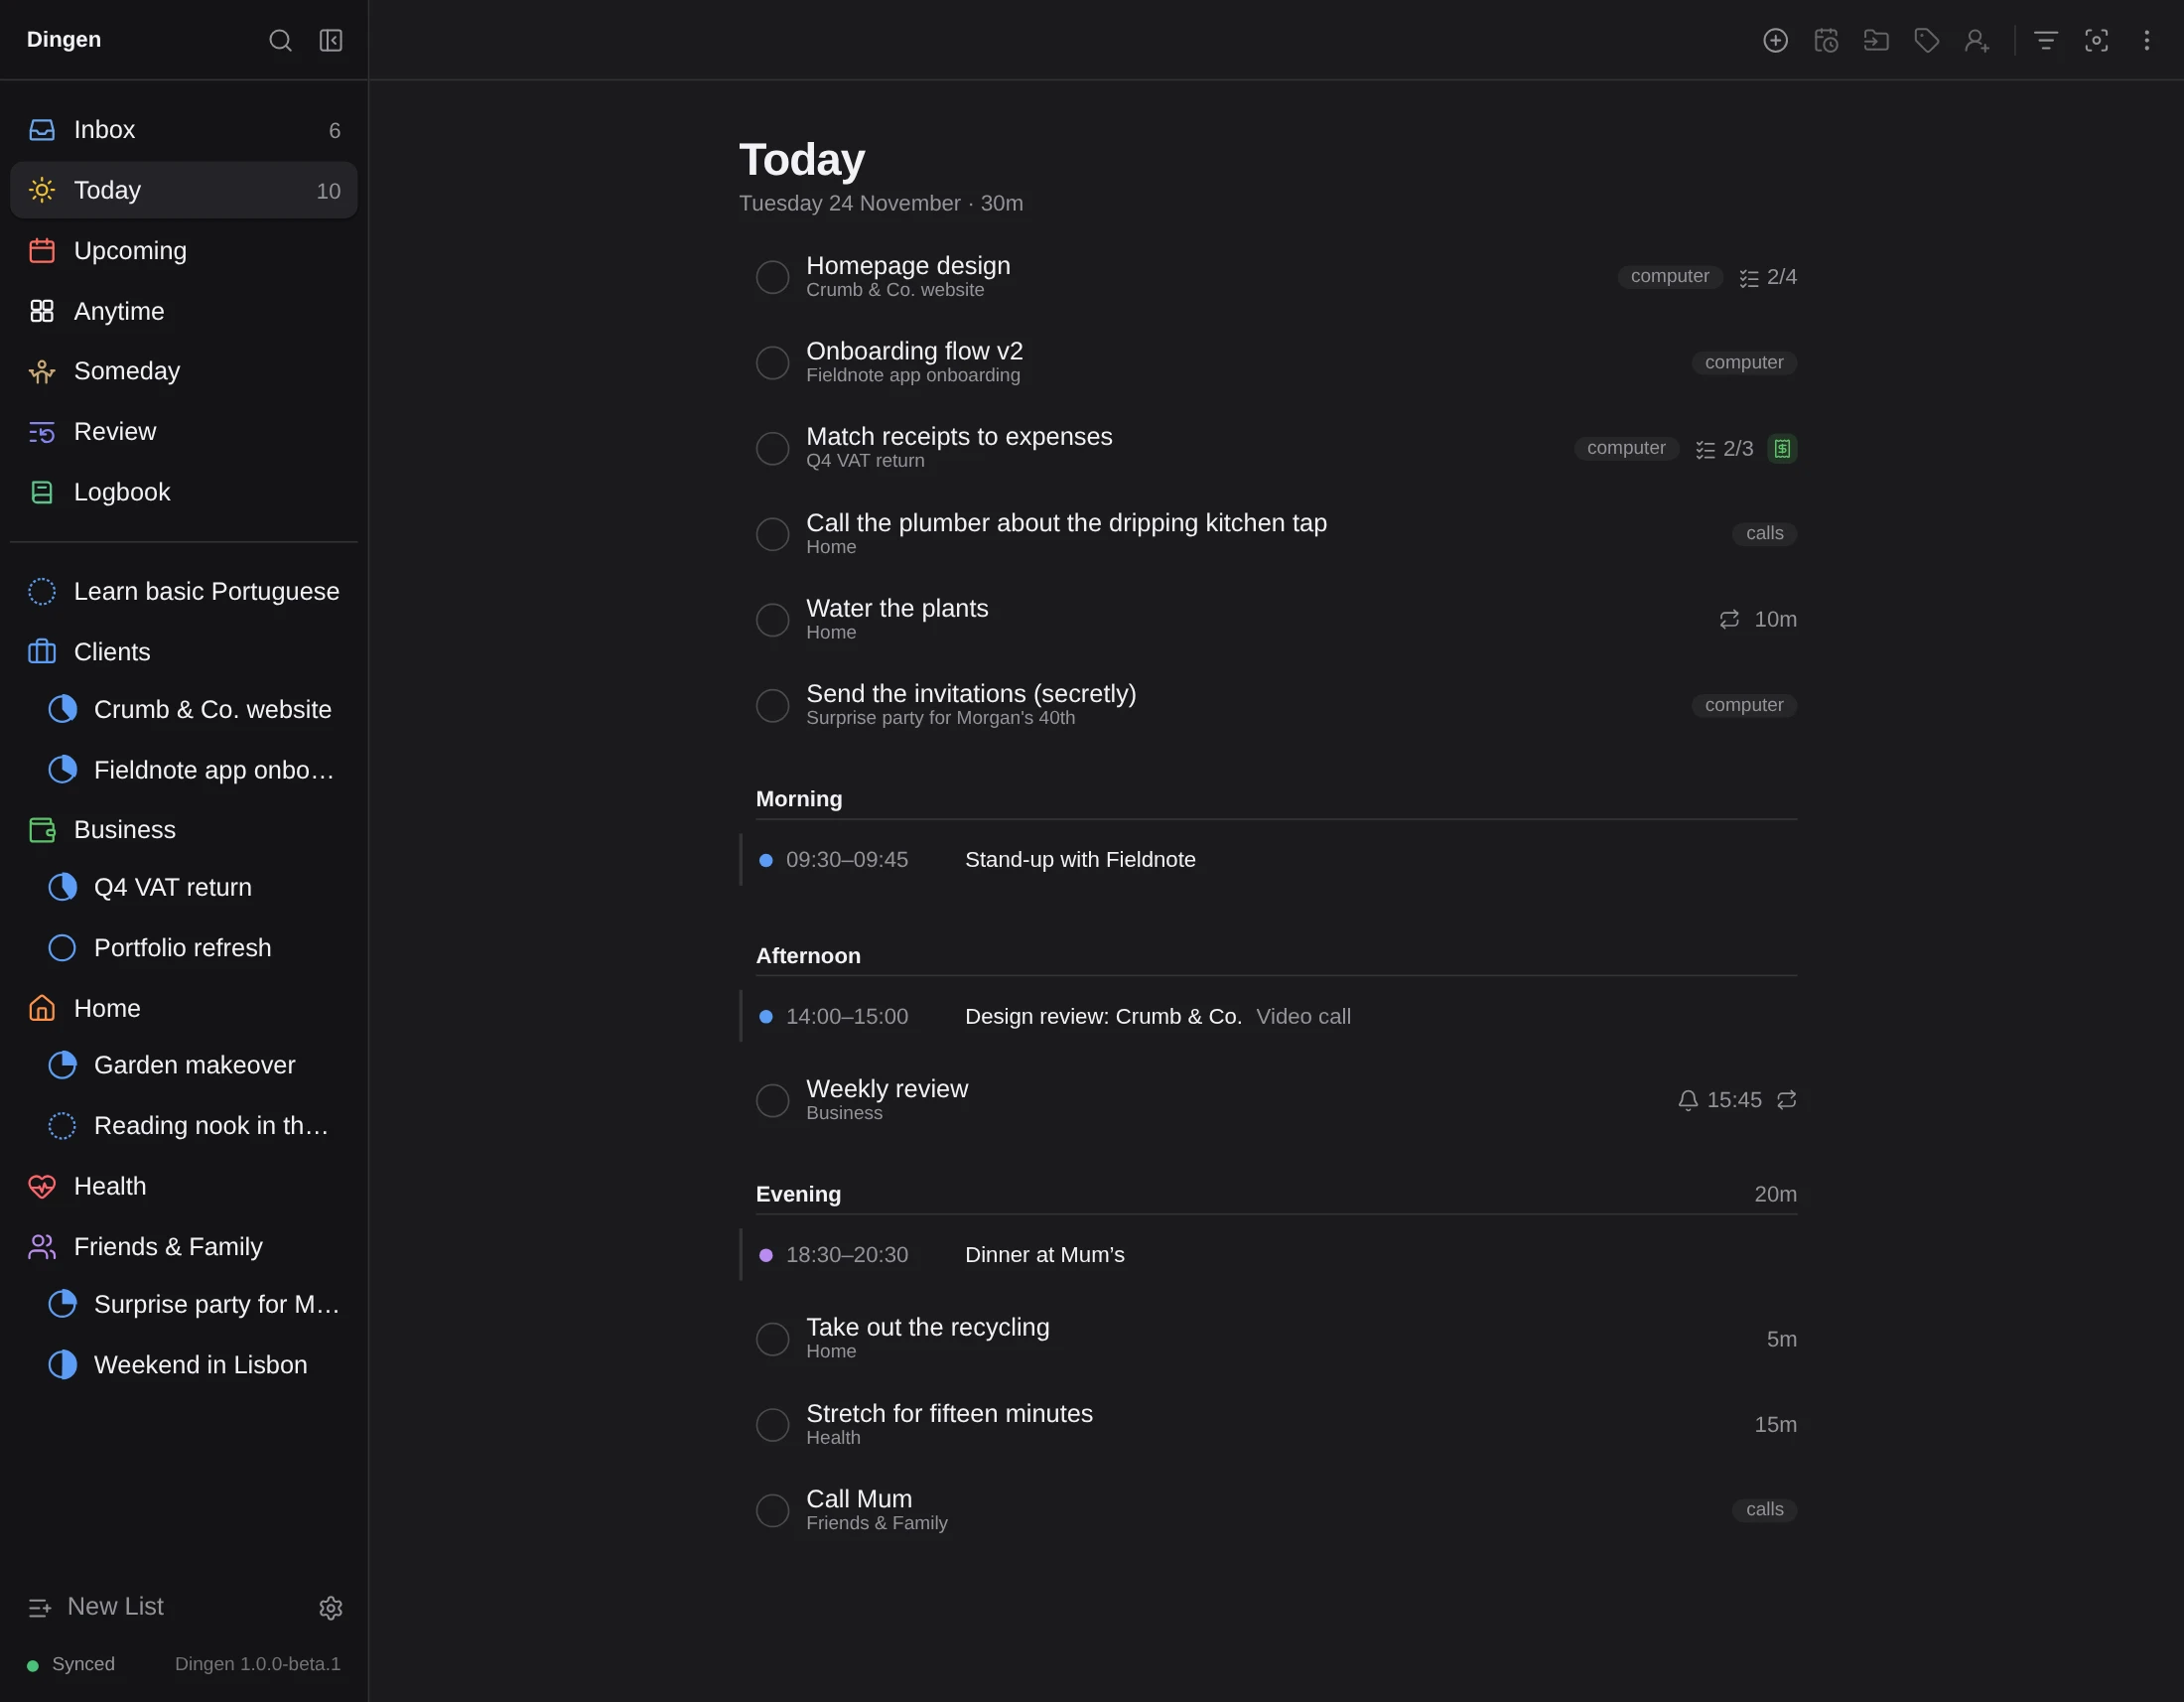 Dingen
Inbox 6
Today 10
Upcoming
Anytime
Someday
Review
Logbook
Learn basic Portuguese
Clients
Crumb & Co. website
Fieldnote app onbo…
Business
Q4 VAT return
Portfolio refresh
Home
Garden makeover
Reading nook in th…
Health
Friends & Family
Surprise party for M…
Weekend in Lisbon
New List
Synced Dingen 1.0.0-beta.1
Today
Tuesday 24 November · 30m
Homepage design
Crumb & Co. website
computer 2/4
Onboarding flow v2
Fieldnote app onboarding
computer
Match receipts to expenses
Q4 VAT return
computer 2/3
Call the plumber about the dripping kitchen tap
Home
calls
Water the plants
Home
10m
Send the invitations (secretly)
Surprise party for Morgan's 40th
computer
Morning
09:30–09:45 Stand-up with Fieldnote
Afternoon
14:00–15:00 Design review: Crumb & Co. Video call
Weekly review
Business
15:45
Evening 20m
18:30–20:30 Dinner at Mum’s
Take out the recycling
Home
5m
Stretch for fifteen minutes
Health
15m
Call Mum
Friends & Family
calls